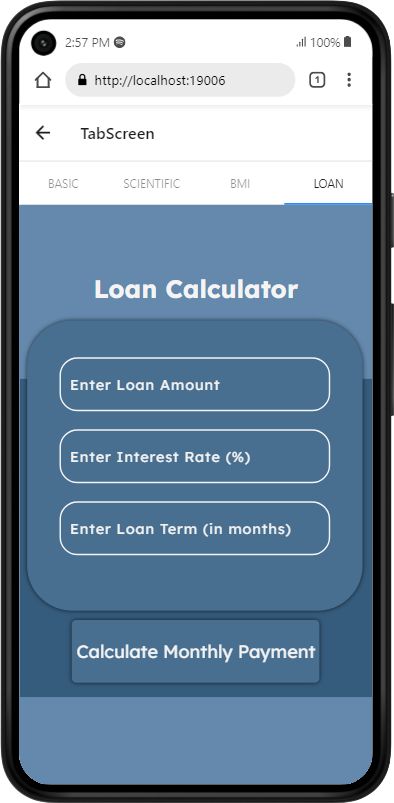 2:57 PM 100%
http://localhost:19006 1
TabScreen
BASIC SCIENTIFIC BMI LOAN
Loan Calculator
Enter Loan Amount
Enter Interest Rate (%)
Enter Loan Term (in months)
Calculate Monthly Payment